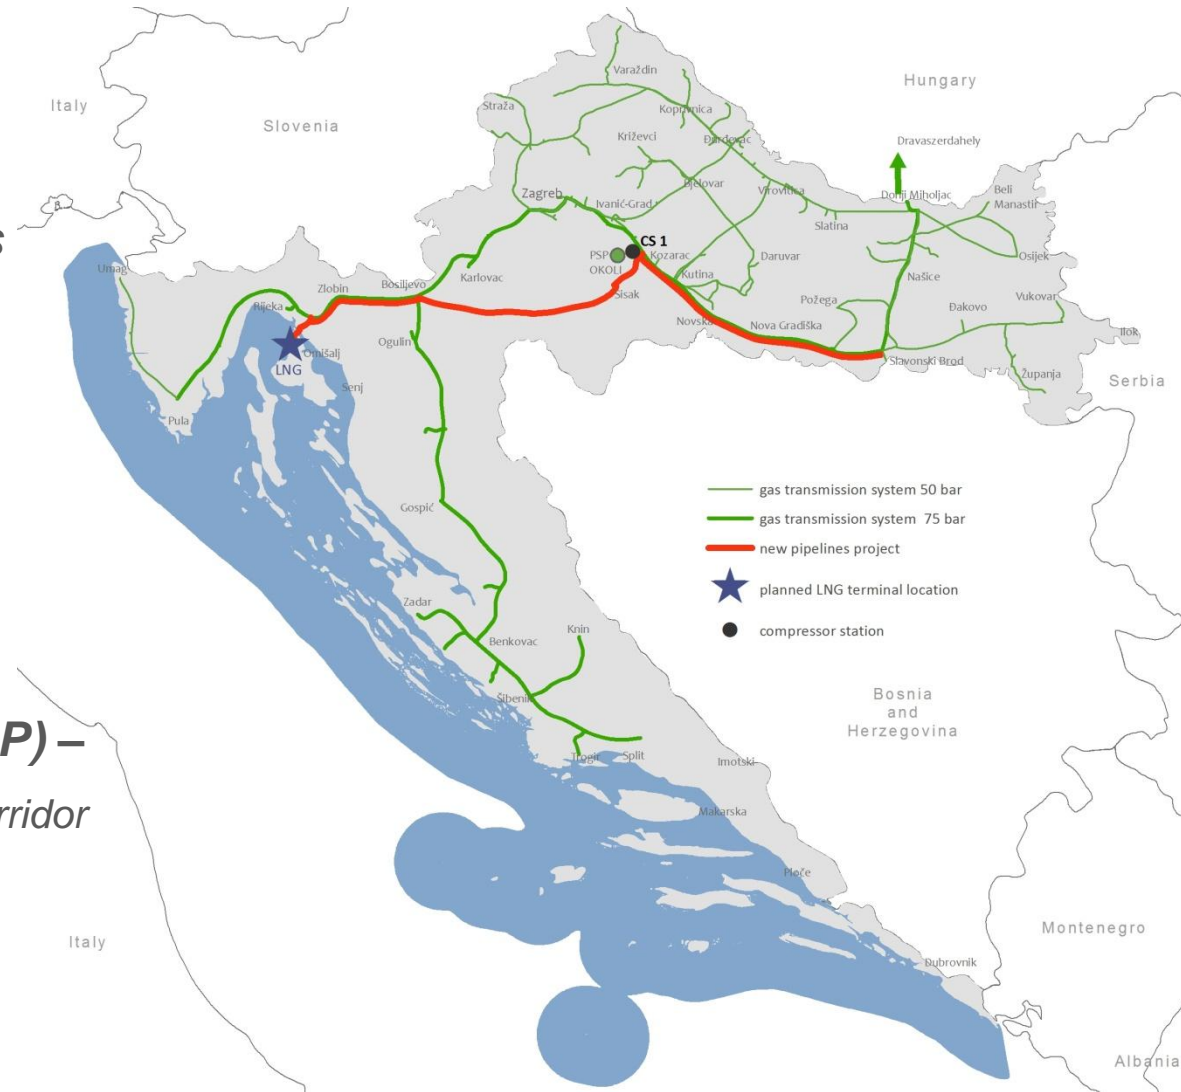 Italy
Slovenia
Hungary
Varaždin
Straža
Koprivnica
Križevci
Đurđevac
Dravaszerdahely
Bjelovar
Virovitica
Donji Miholjac
Beli
Manastir
Zagreb
Ivanić-Grad
Slatina
s
CS 1
PSP
OKOLI
Kozarac
Daruvar
Osijek
Umag
Karlovac
Kutina
Našice
Zlobin
Bosiljevo
Sisak
Požega
Vukovar
Rijeka
Novska
Nova Gradiška
Đakovo
Ilok
Omišalj
Ogulin
Slavonski Brod
LNG
Županja
Serbia
Senj
Pula
gas transmission system 50 bar
gas transmission system 75 bar
new pipelines project
planned LNG terminal location
compressor station
Gospić
Zadar
Benkovac
Knin
Šibenik
Bosnia
and
Herzegovina
P) –
rridor
Trogir
Split
Imotski
Makarska
Ploče
Italy
Montenegro
Dubrovnik
Albania